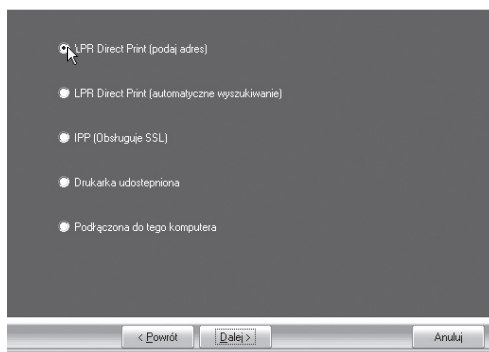 LPR Direct Print (podaj adres)
LPR Direct Print (automatyczne wyszukiwanie)
IPP (Obsługuje SSL)
Drukarka udostepniona
Podłączona do tego komputera
< Powrót Dalej > Anuluj